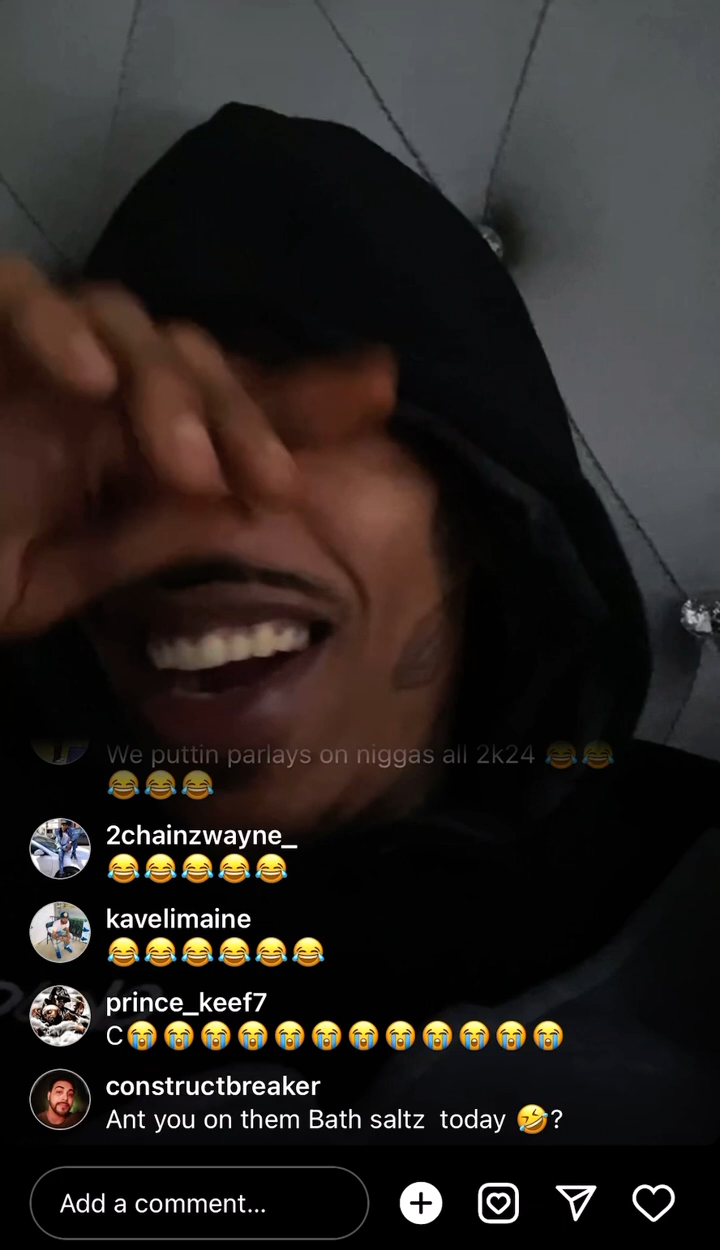 We puttin parlays on niggas all 2k24 😂😂
😂😂😂
2chainzwayne_
😂😂😂😂😂
kavelimaine
😂😂😂😂😂😂
prince_keef7
C😭😭😭😭😭😭😭😭😭😭😭😭
constructbreaker
Ant you on them Bath saltz  today 🤣?
Add a comment...